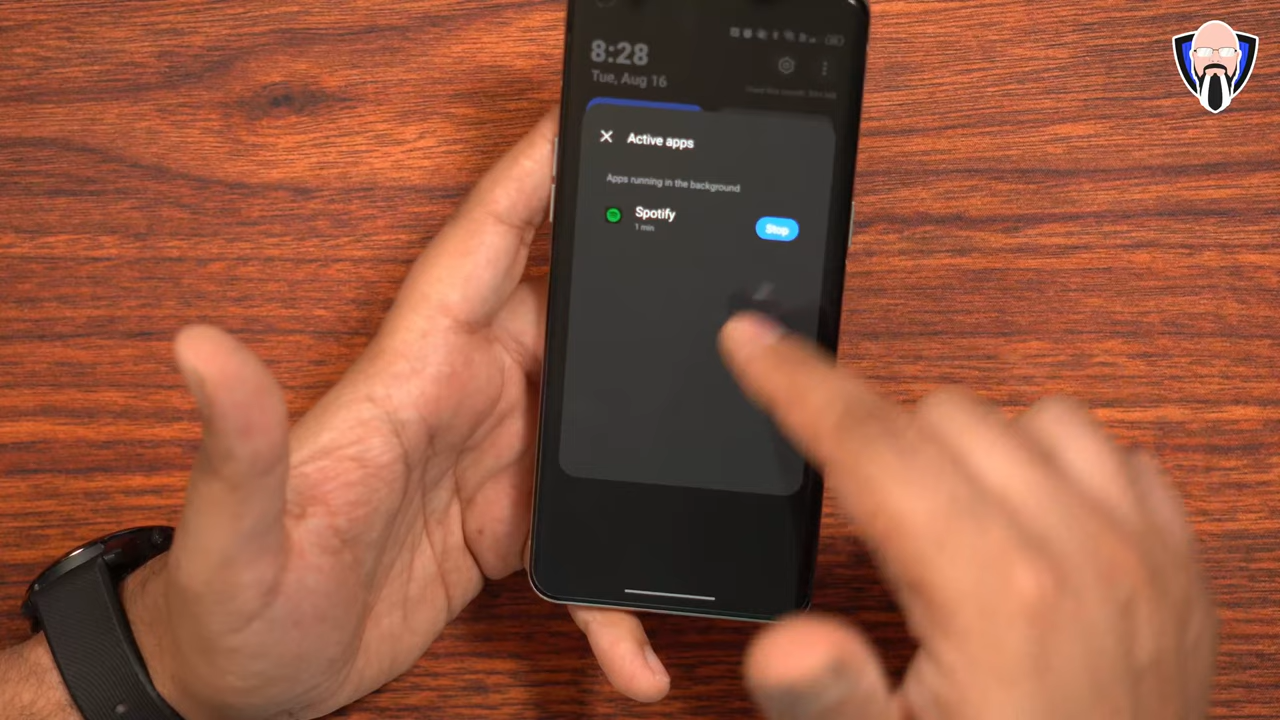 8:28
Tue, Aug 16
Active apps
Apps running in the background
Spotify
1 min
Stop